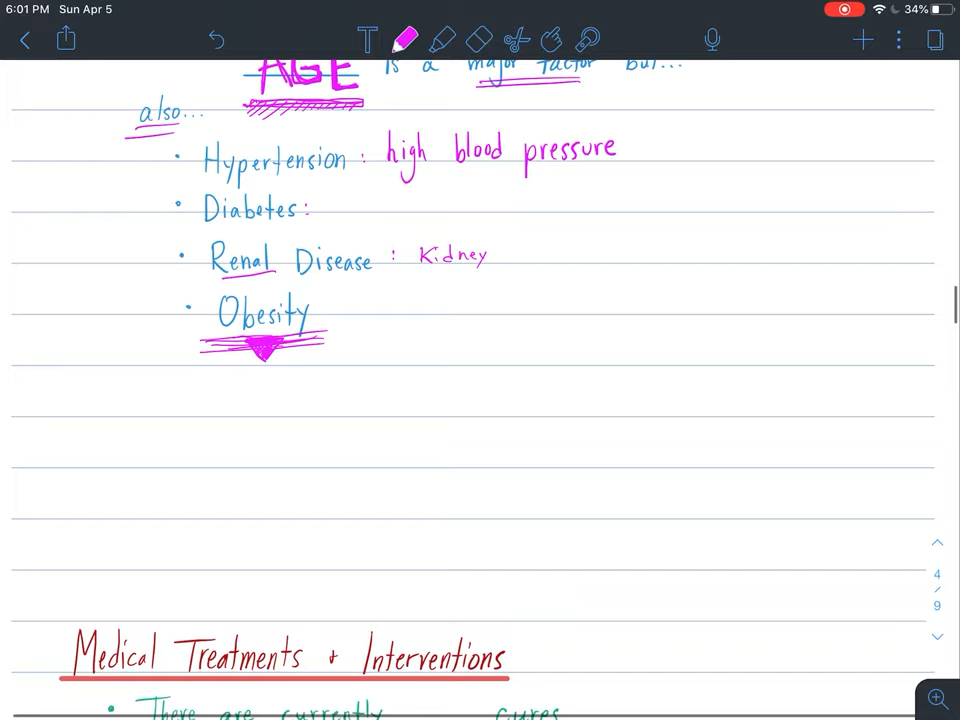 6:01 PM Sun Apr 5 34%
AGE is a major factor but...
also...
• Hypertension : high blood pressure
• Diabetes :
• Renal Disease : Kidney
• Obesity
4
/
9
Medical Treatments + Interventions
• There are currently cures